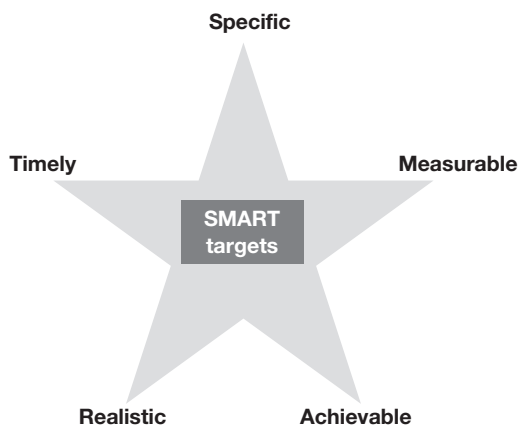 Specific
Timely
Measurable
SMART
targets
Realistic
Achievable